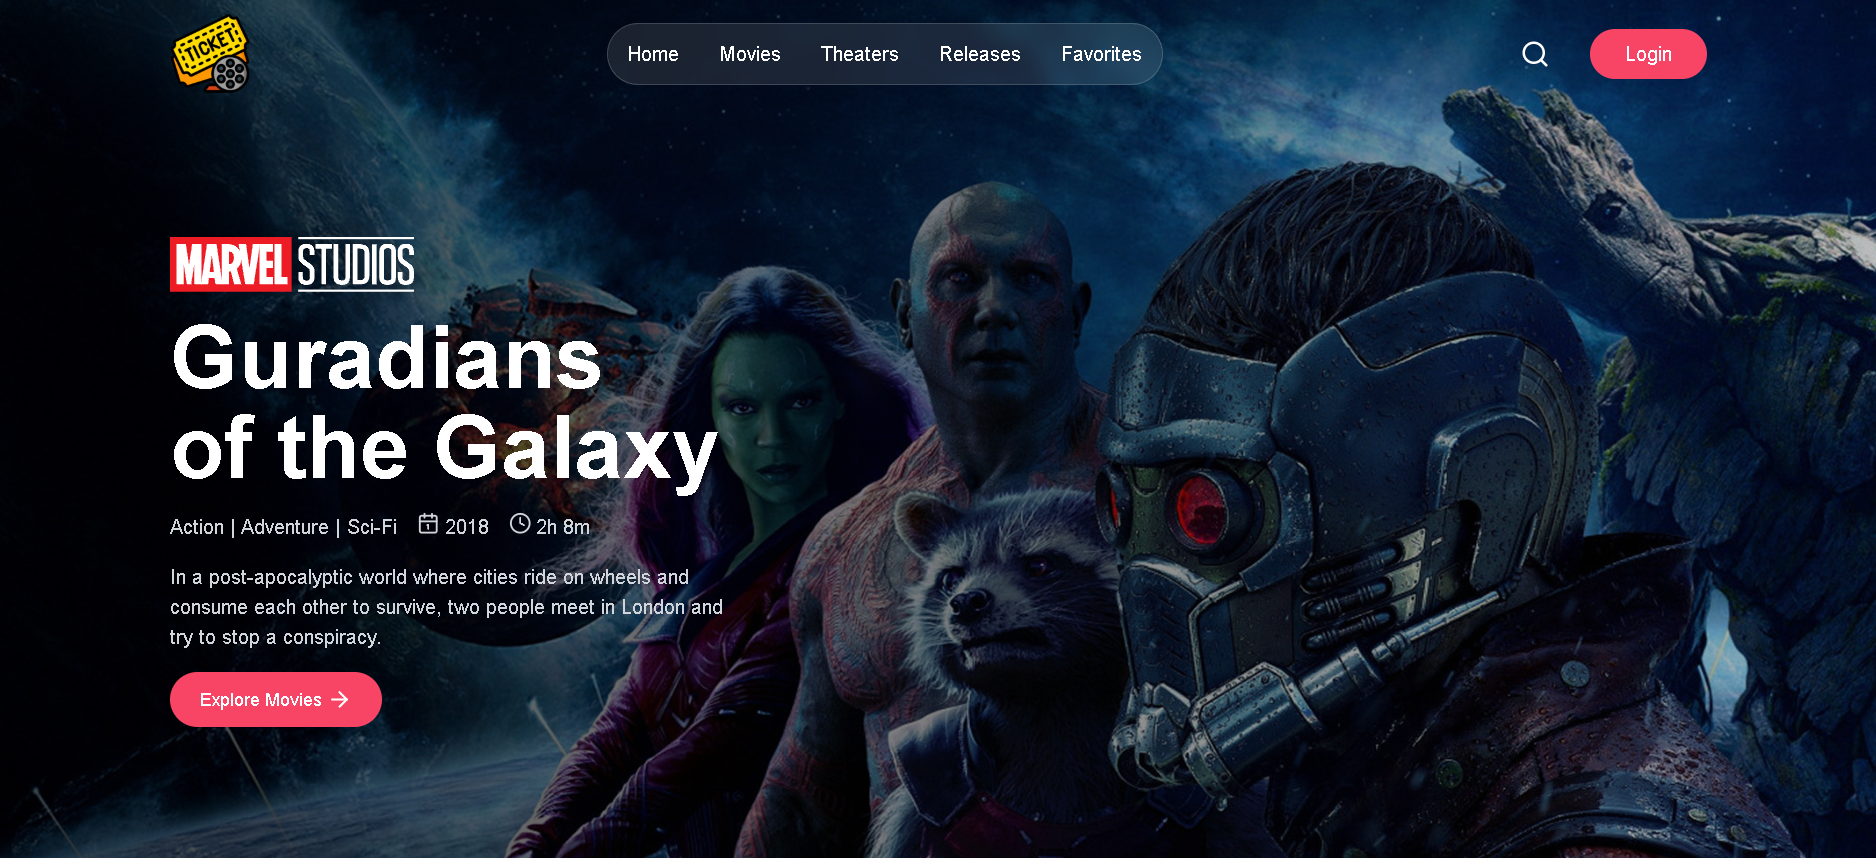 TICKET
Home Movies Theaters Releases Favorites
Login
MARVEL STUDIOS
Guradians
of the Galaxy
Action | Adventure | Sci-Fi 2018 2h 8m
In a post-apocalyptic world where cities ride on wheels and
consume each other to survive, two people meet in London and
try to stop a conspiracy.
Explore Movies